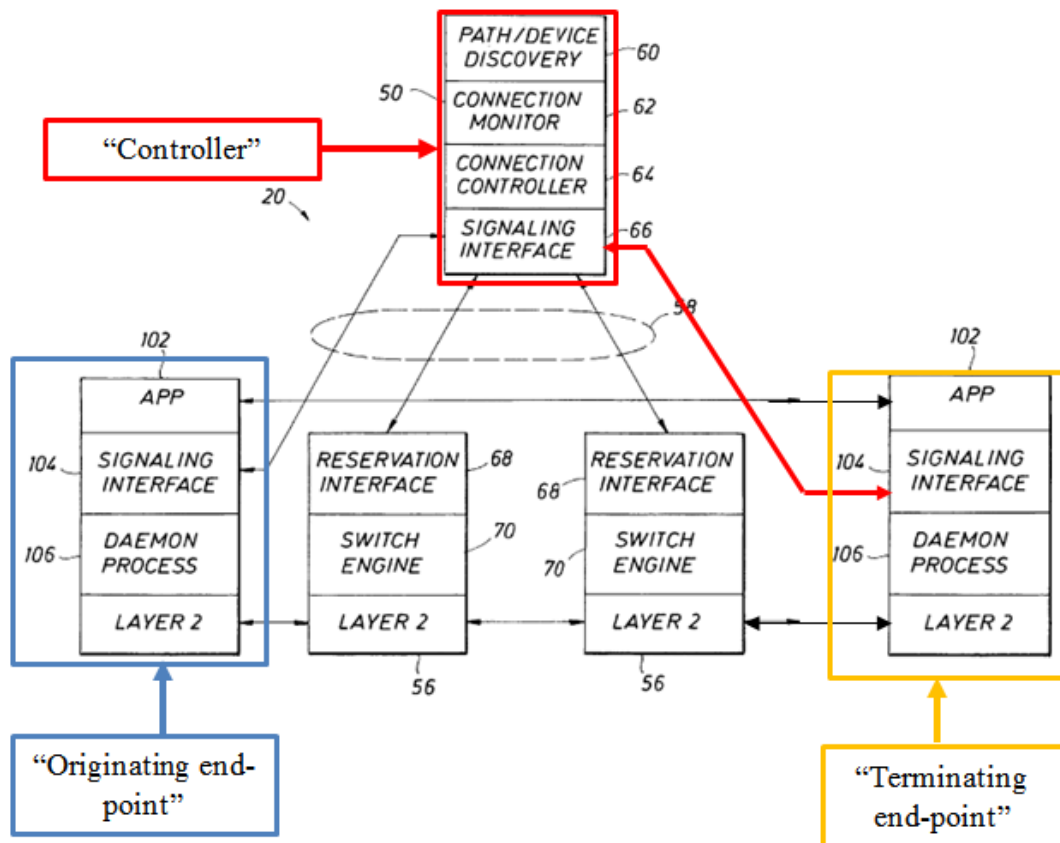 PATH/DEVICE
DISCOVERY
60
50
CONNECTION
MONITOR
62
“Controller”
CONNECTION
CONTROLLER
64
20
SIGNALING
INTERFACE
66
58
102
APP
SIGNALING
INTERFACE
104
DAEMON
PROCESS
106
LAYER 2
RESERVATION
INTERFACE
68
SWITCH
ENGINE
70
LAYER 2
56
RESERVATION
INTERFACE
68
SWITCH
ENGINE
70
LAYER 2
56
102
APP
SIGNALING
INTERFACE
104
DAEMON
PROCESS
106
LAYER 2
“Originating end-
point”
“Terminating
end-point”